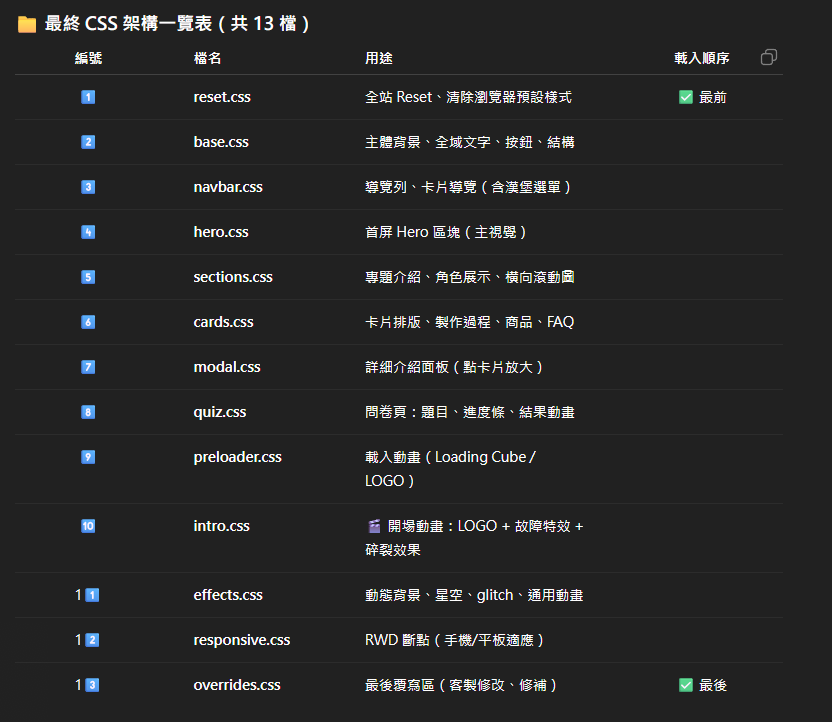 📁 最終 CSS 架構一覽表（共 13 檔）
編號 檔名 用途 載入順序
1️⃣ reset.css 全站 Reset、清除瀏覽器預設樣式 ✅ 最前
2️⃣ base.css 主體背景、全域文字、按鈕、結構
3️⃣ navbar.css 導覽列、卡片導覽（含漢堡選單）
4️⃣ hero.css 首屏 Hero 區塊（主視覺）
5️⃣ sections.css 專題介紹、角色展示、橫向滾動圖
6️⃣ cards.css 卡片排版、製作過程、商品、FAQ
7️⃣ modal.css 詳細介紹面板（點卡片放大）
8️⃣ quiz.css 問卷頁：題目、進度條、結果動畫
9️⃣ preloader.css 載入動畫（Loading Cube /
LOGO）
🔟 intro.css 🎬 開場動畫：LOGO + 故障特效 +
碎裂效果
11️⃣ effects.css 動態背景、星空、glitch、通用動畫
12️⃣ responsive.css RWD 斷點（手機/平板適應）
13️⃣ overrides.css 最後覆寫區（客製修改、修補） ✅ 最後